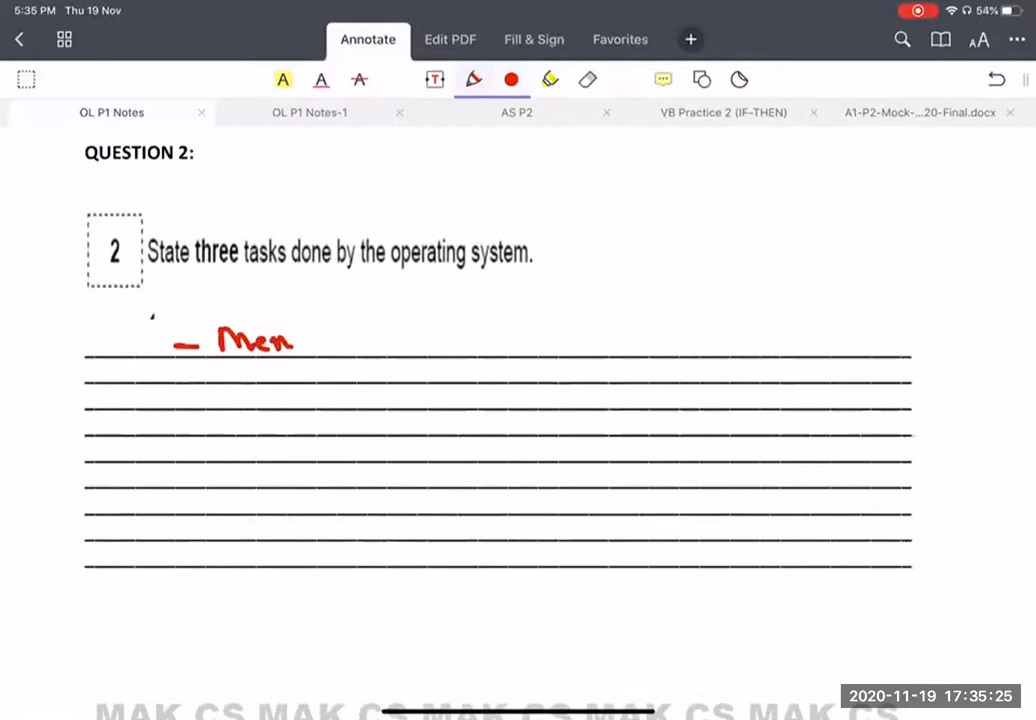 5:35 PM Thu 19 Nov
54%
Annotate Edit PDF Fill & Sign Favorites +
A A A T AA
OL P1 Notes × OL P1 Notes-1 × AS P2 × VB Practice 2 (IF-THEN) × A1-P2-Mock-...20-Final.docx ×
QUESTION 2:
2 State three tasks done by the operating system.
– Men
MAK CS MAK CS MAK CS MAK CS MAK CS
2020-11-19 17:35:25